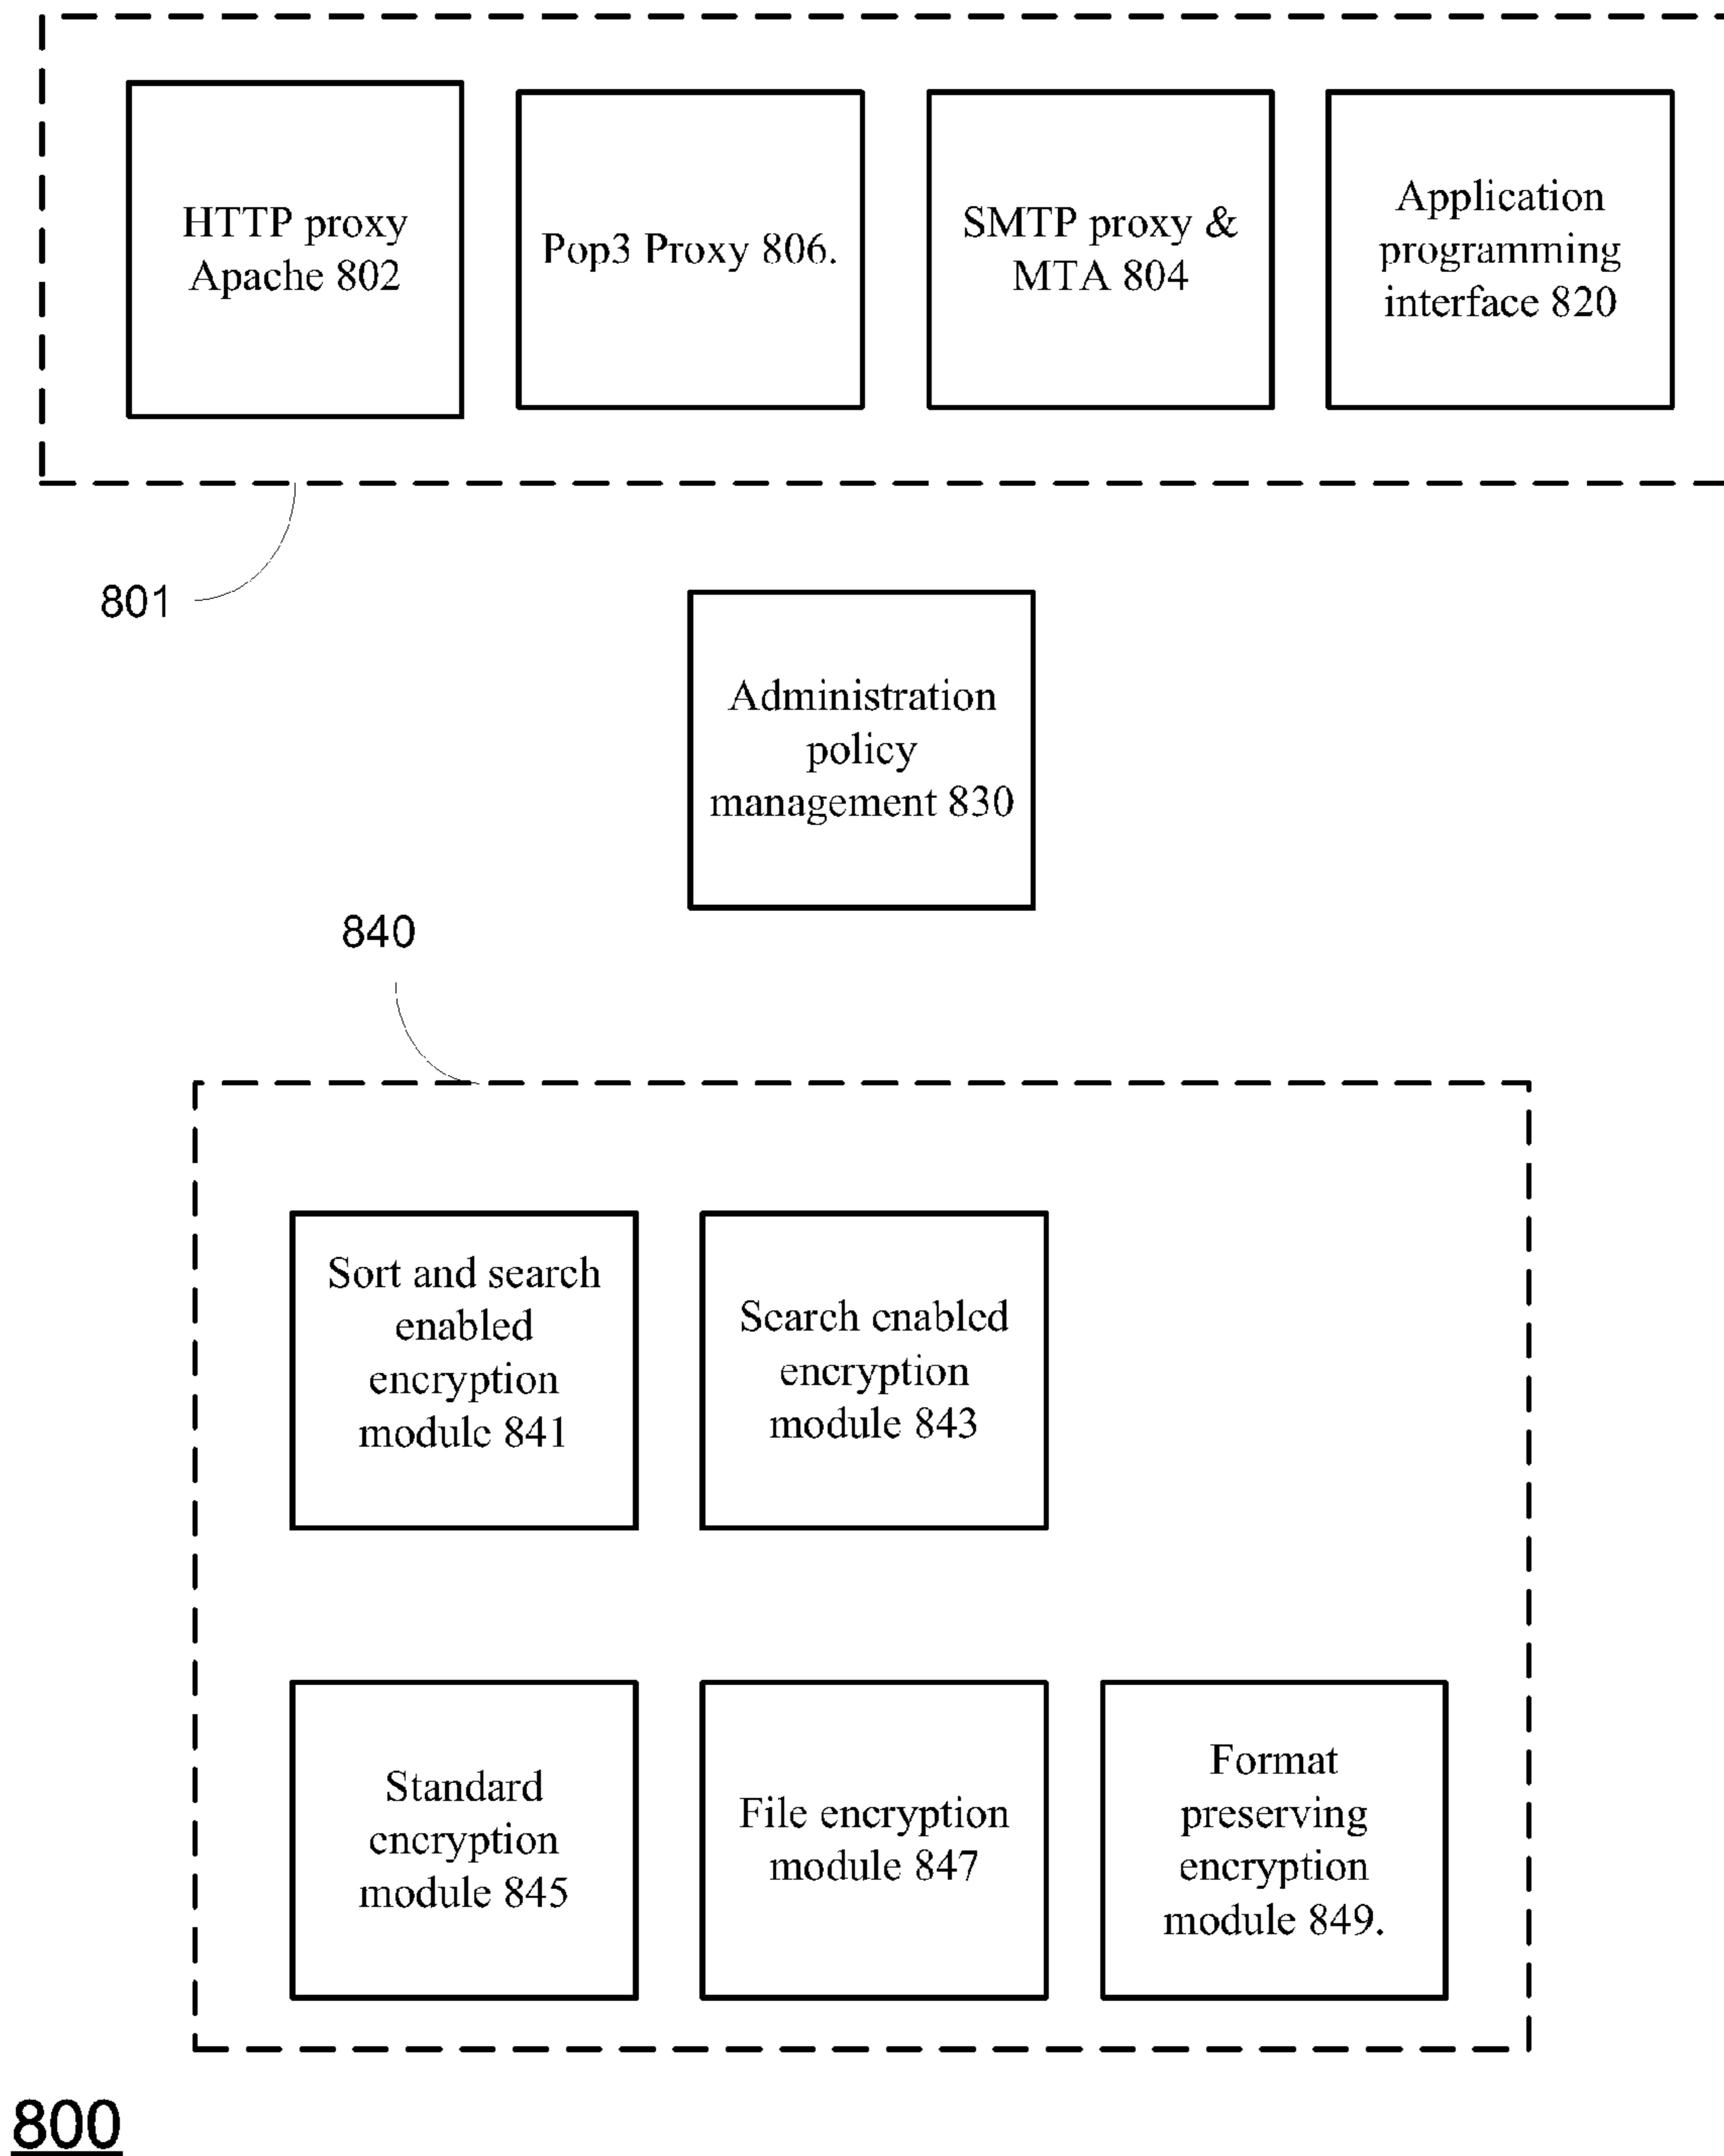 HTTP proxy
Apache 802
Pop3 Proxy 806.
SMTP proxy &
MTA 804
Application
programming
interface 820
801
Administration
policy
management 830
840
Sort and search
enabled
encryption
module 841
Search enabled
encryption
module 843
Standard
encryption
module 845
File encryption
module 847
Format
preserving
encryption
module 849.
800